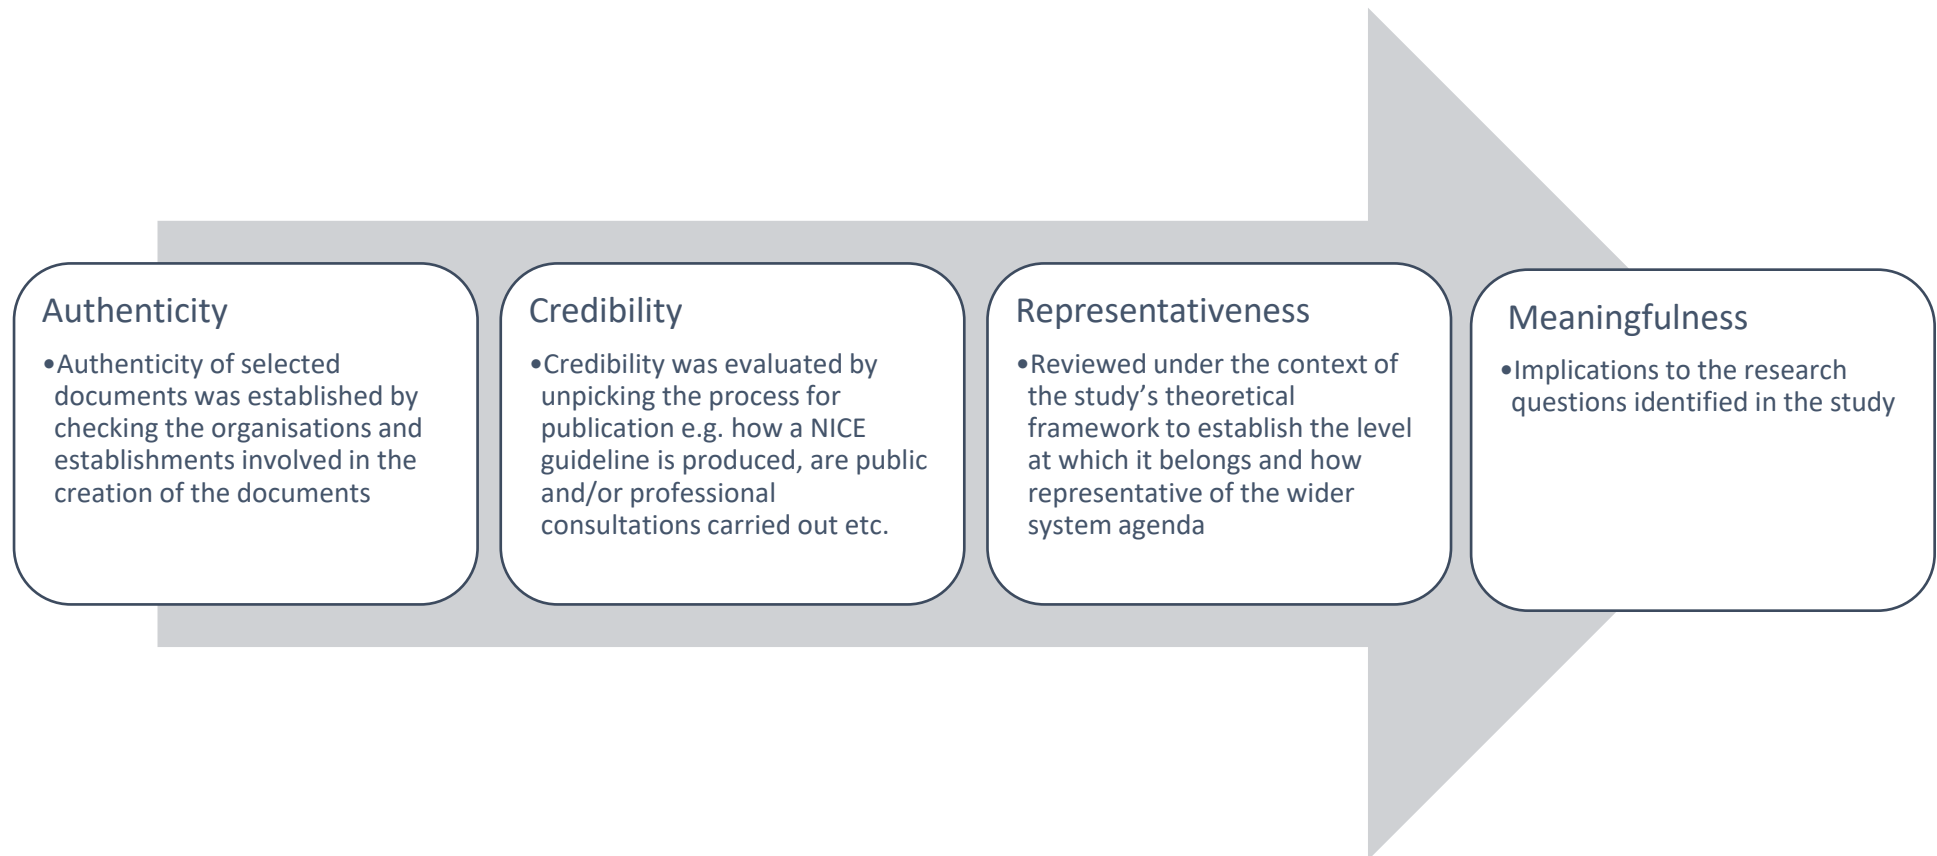 Authenticity
•Authenticity of selected
documents was established by
checking the organisations and
establishments involved in the
creation of the documents
Credibility
•Credibility was evaluated by
unpicking the process for
publication e.g. how a NICE
guideline is produced, are public
and/or professional
consultations carried out etc.
Representativeness
•Reviewed under the context of
the study’s theoretical
framework to establish the level
at which it belongs and how
representative of the wider
system agenda
Meaningfulness
•Implications to the research
questions identified in the study